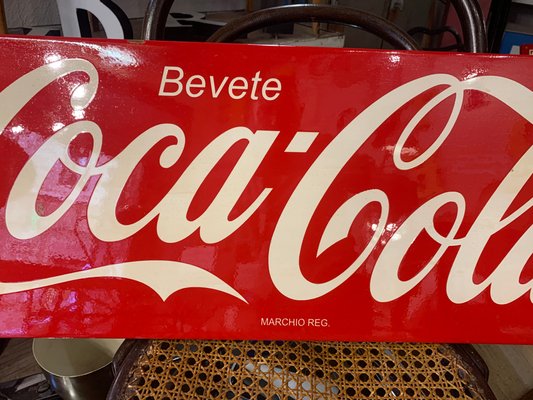 Bevete
Coca-Cola
MARCHIO REG.